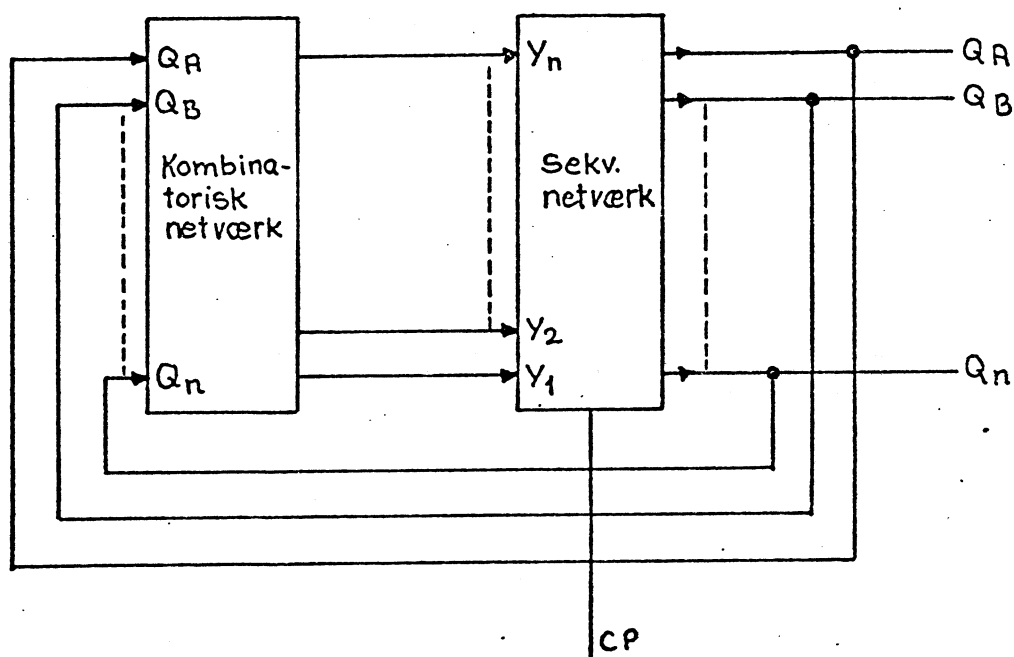 QA
QB
Kombina-
torisk
netværk
Qn
Yn
Sekv.
netværk
Y2
Y1
QA
QB
Qn
CP